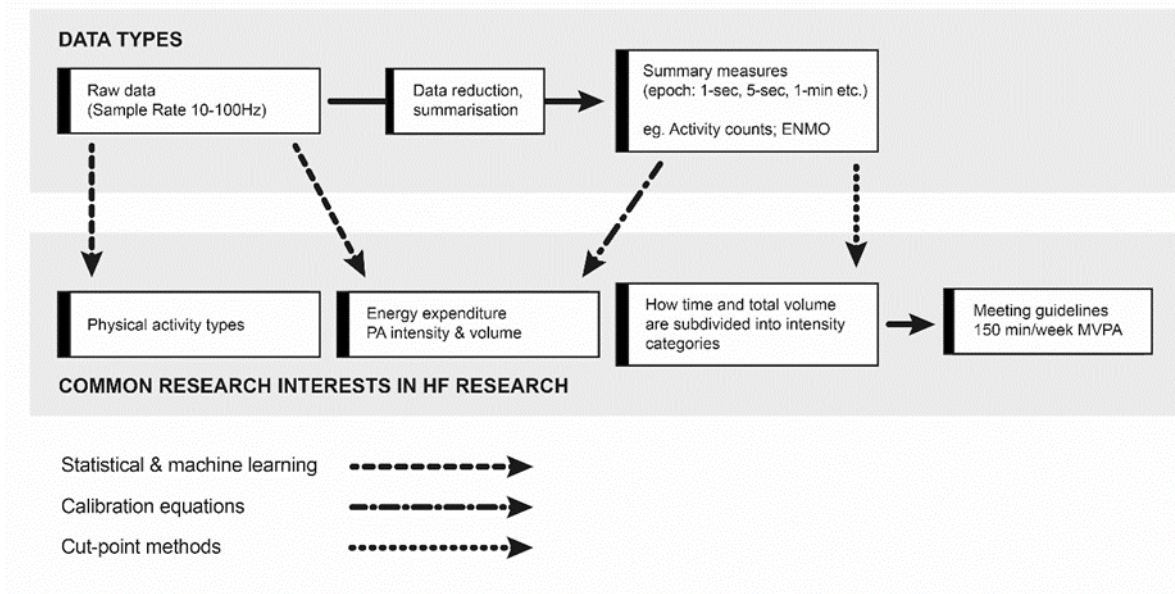 DATA TYPES
Raw data
(Sample Rate 10-100Hz)
Data reduction,
summarisation
Summary measures
(epoch: 1-sec, 5-sec, 1-min etc.)
eg. Activity counts; ENMO
Physical activity types
Energy expenditure
PA intensity & volume
How time and total volume
are subdivided into intensity
categories
Meeting guidelines
150 min/week MVPA
COMMON RESEARCH INTERESTS IN HF RESEARCH
Statistical & machine learning
Calibration equations
Cut-point methods